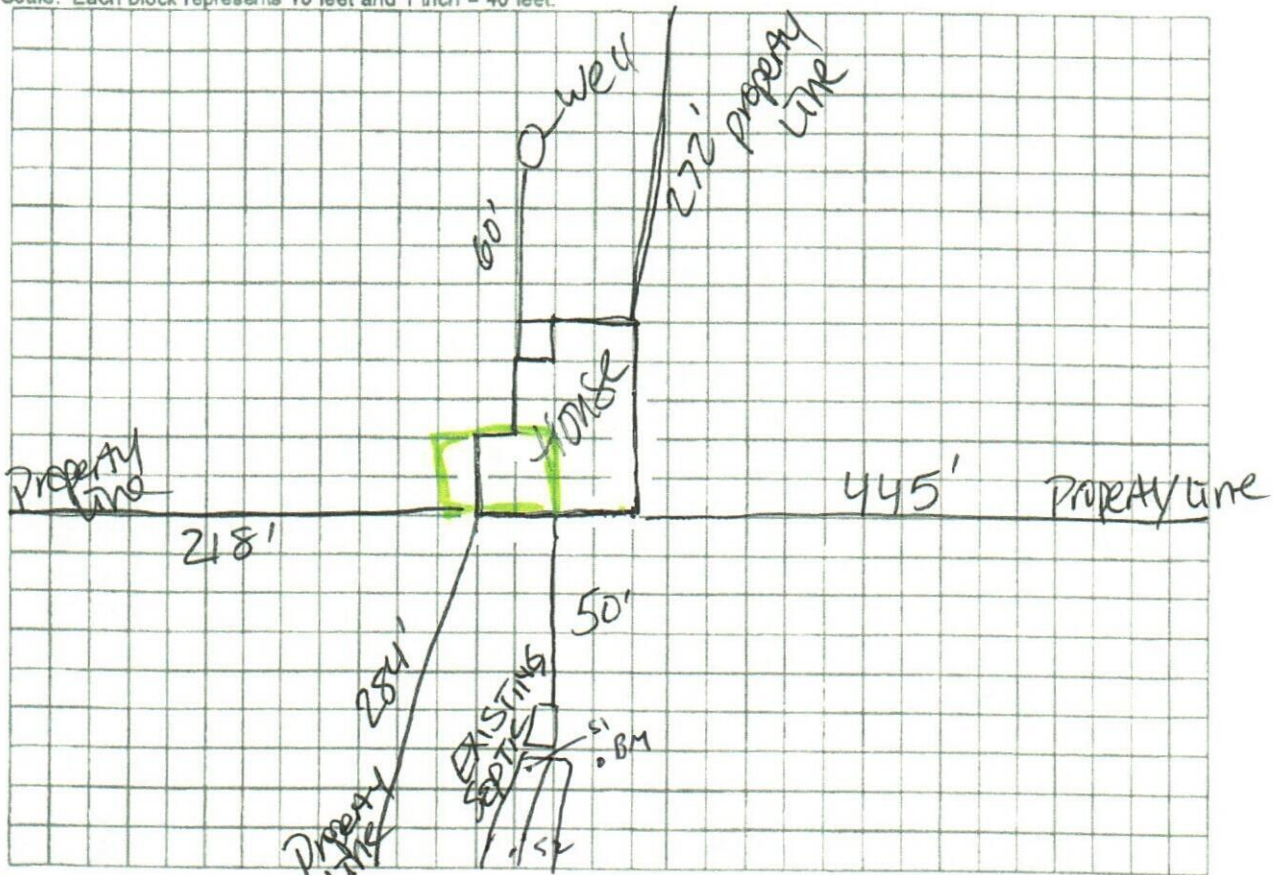 Scale: Each block represents 10 feet and 1 inch = 40 feet.
Well
Property
Line
272'
60'
House
Property
Line
445'
Property Line
218'
50'
284'
EXISTING
SEPTIC
S1
BM
Property
Line
S2